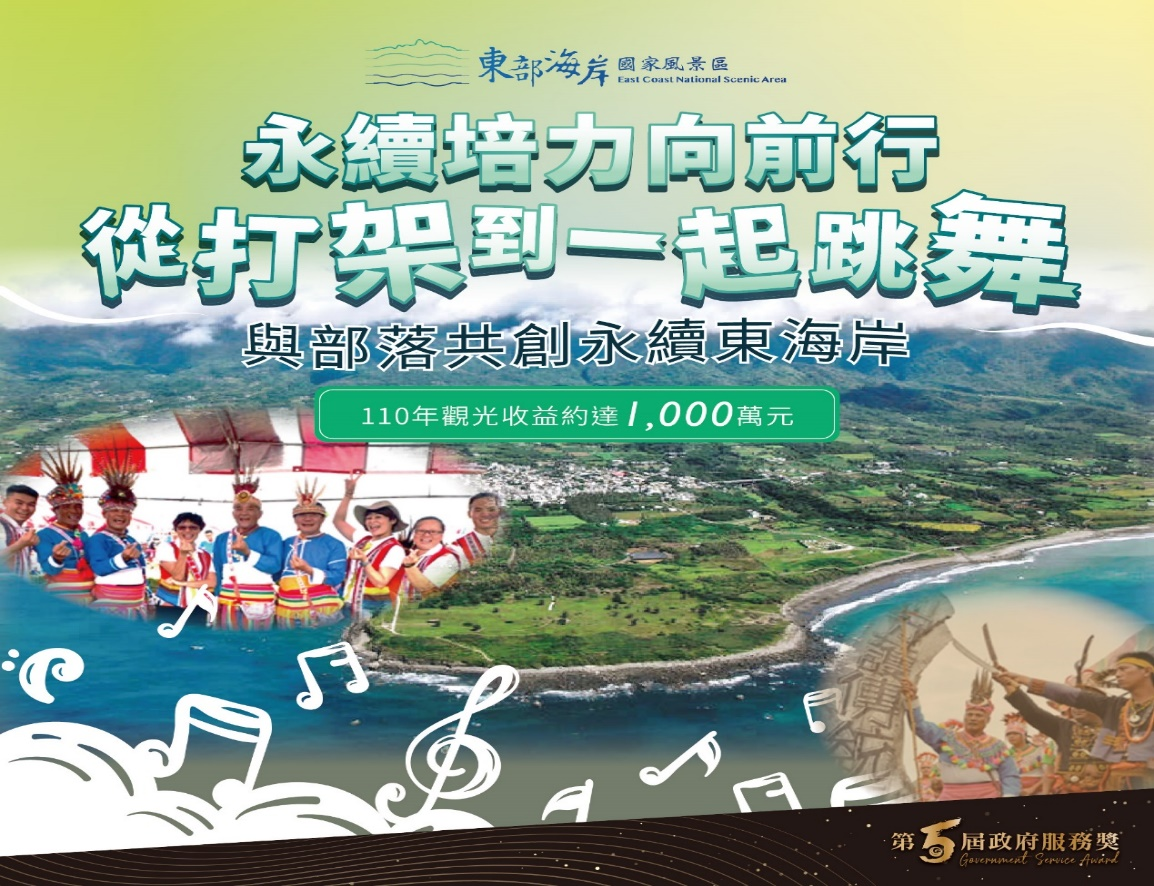 東部海岸 國家風景區
East Coast National Scenic Area
永續培力向前行
從打架到一起跳舞
與部落共創永續東海岸
110年觀光收益約達1,000萬元
第5屆政府服務獎
Government Service Award